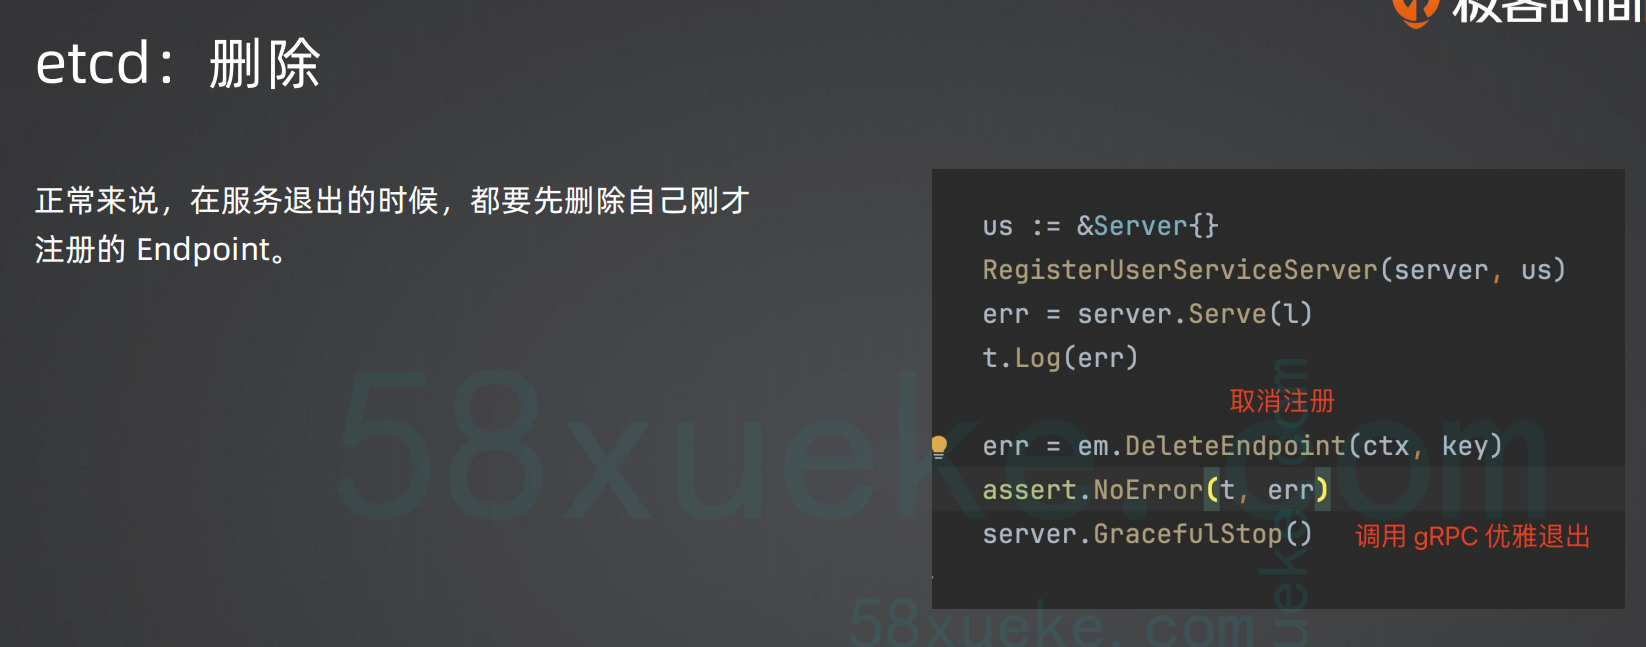 极客时间
etcd：删除
正常来说，在服务退出的时候，都要先删除自己刚才
注册的 Endpoint。
us := &Server{}
RegisterUserServiceServer(server, us)
err = server.Serve(l)
t.Log(err)
取消注册
err = em.DeleteEndpoint(ctx, key)
assert.NoError(t, err)
server.GracefulStop() 调用 gRPC 优雅退出
58xueke.com
58xueke.com
ueke.com